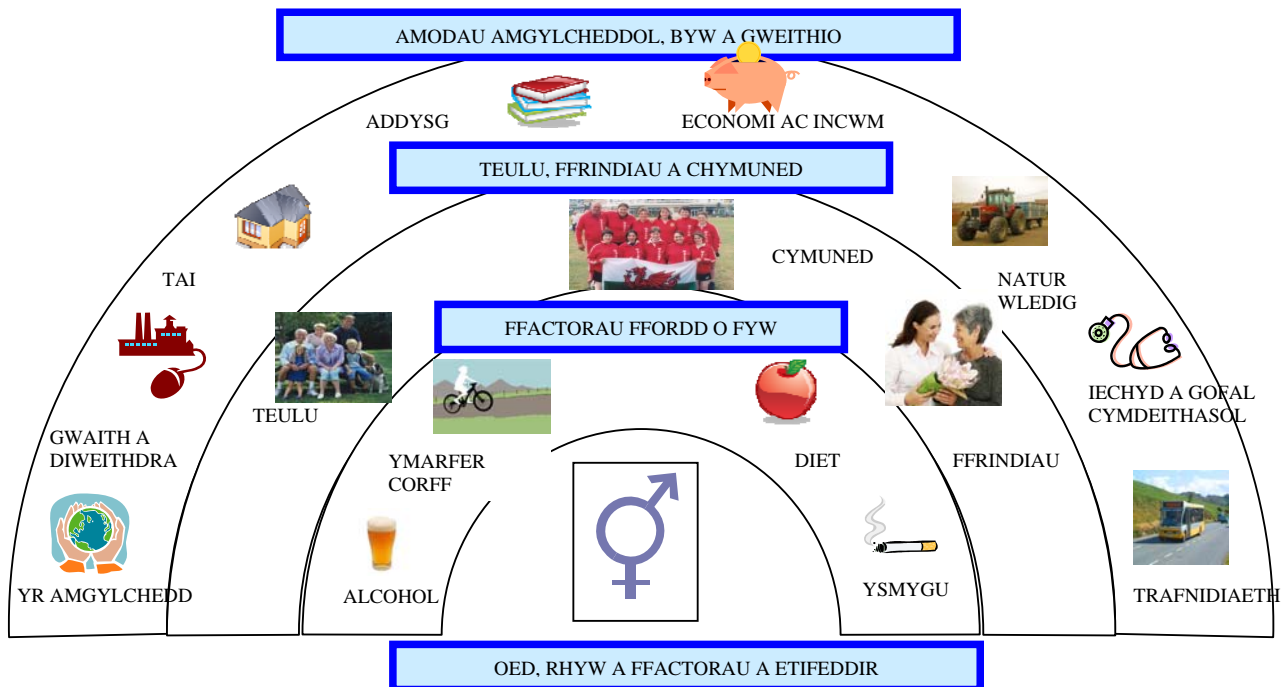 AMODAU AMGYLCHEDDOL, BYW A GWEITHIO
ADDYSG
ECONOMI AC INCWM
TEULU, FFRINDIAU A CHYMUNED
CYMUNED
TAI
NATUR
WLEDIG
FFACTORAU FFORDD O FYW
IECHYD A GOFAL
CYMDEITHASOL
TEULU
GWAITH A
DIWEITHDRA
YMARFER
CORFF
DIET
FFRINDIAU
YR AMGYLCHEDD
ALCOHOL
YSMYGU
TRAFNIDIAETH
OED, RHYW A FFACTORAU A ETIFEDDIR